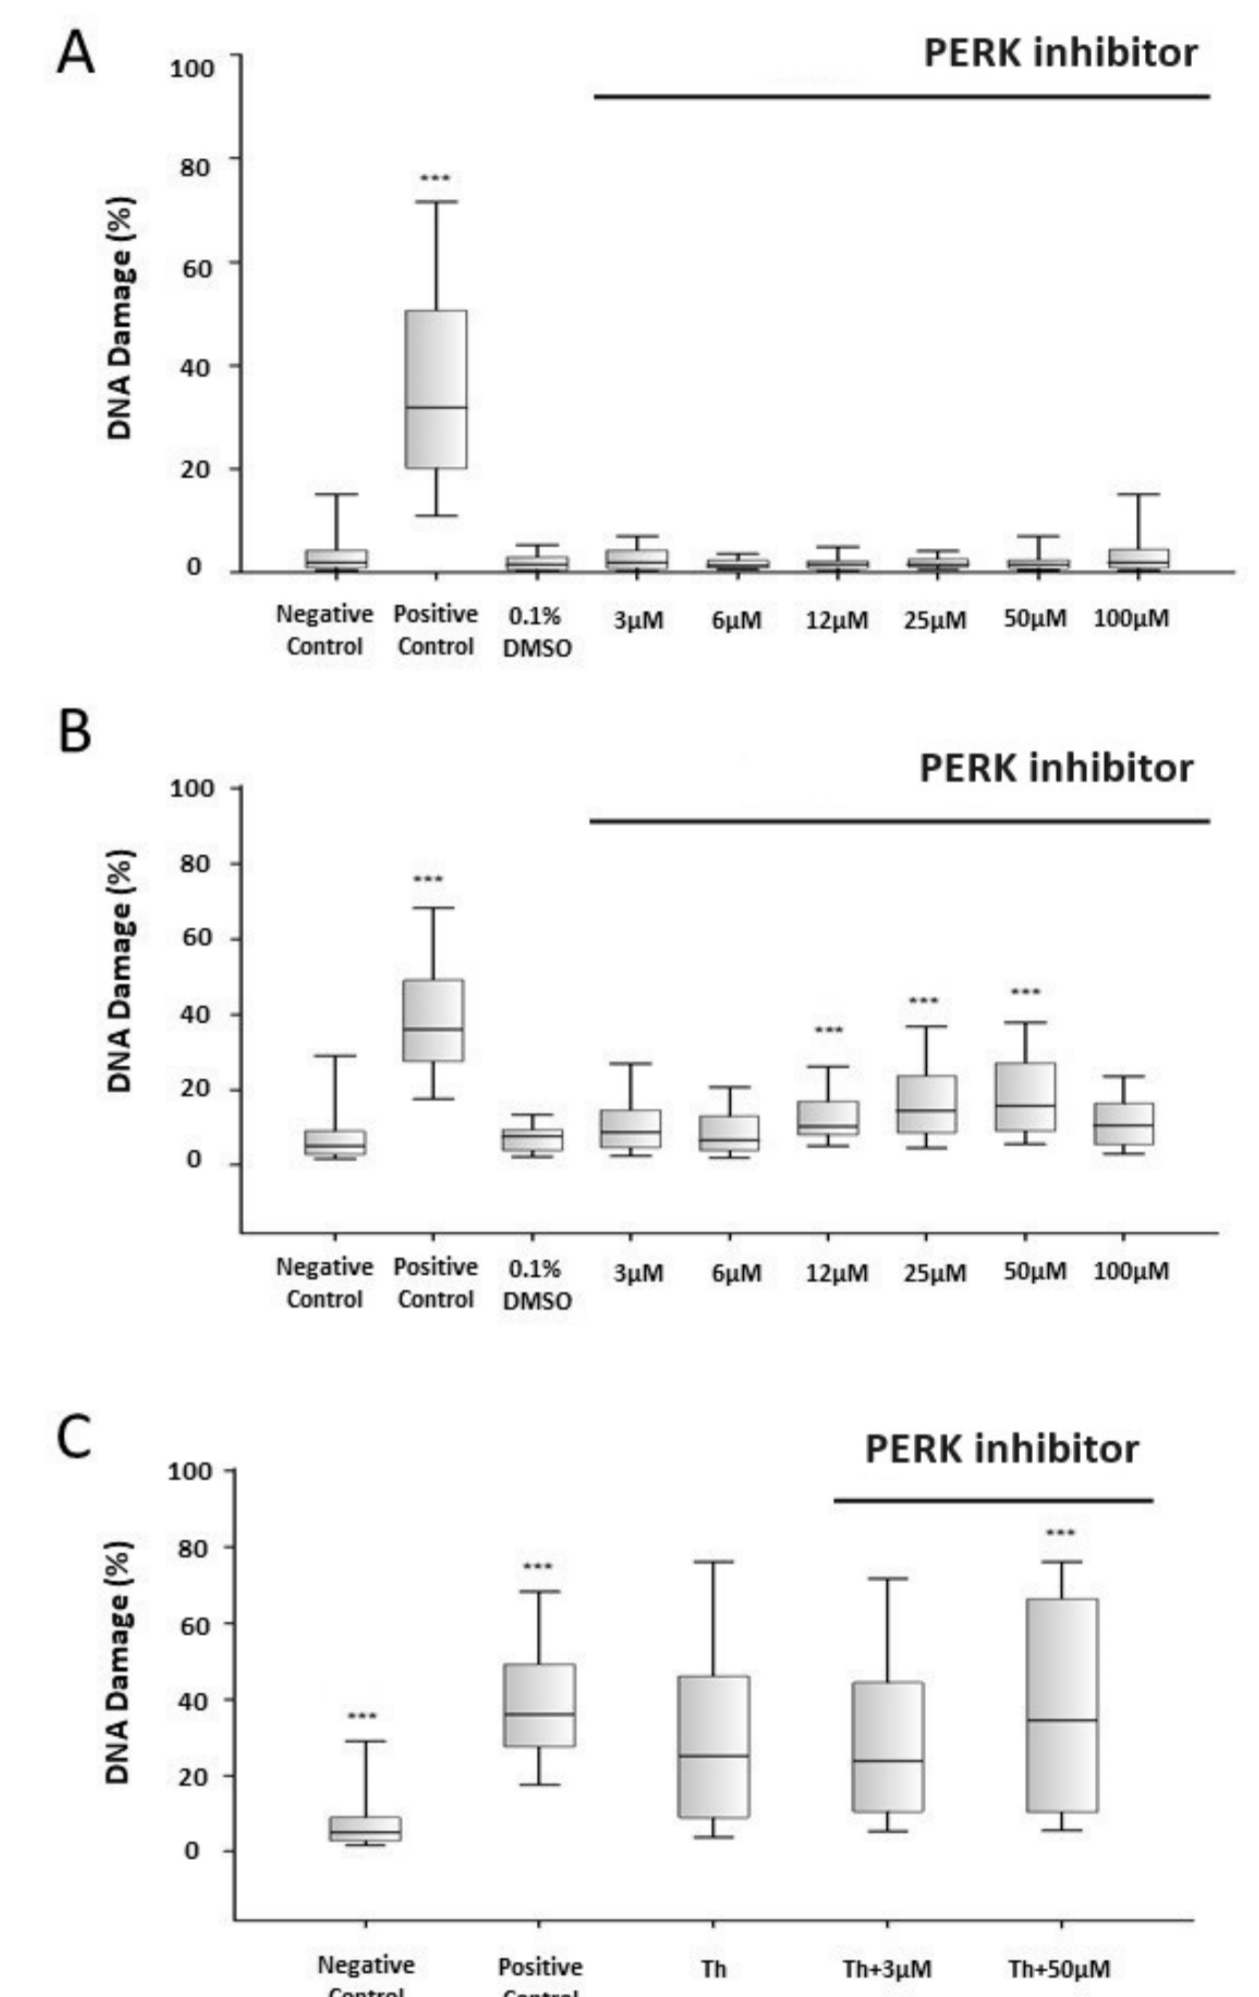 A
PERK inhibitor
DNA Damage (%)
100
80
60
40
20
0
***
Negative Control
Positive Control
0.1% DMSO
3µM
6µM
12µM
25µM
50µM
100µM
B
PERK inhibitor
DNA Damage (%)
100
80
60
40
20
0
***
***
***
***
Negative Control
Positive Control
0.1% DMSO
3µM
6µM
12µM
25µM
50µM
100µM
C
PERK inhibitor
DNA Damage (%)
100
80
60
40
20
0
***
***
***
Negative Control
Positive Control
Th
Th+3µM
Th+50µM